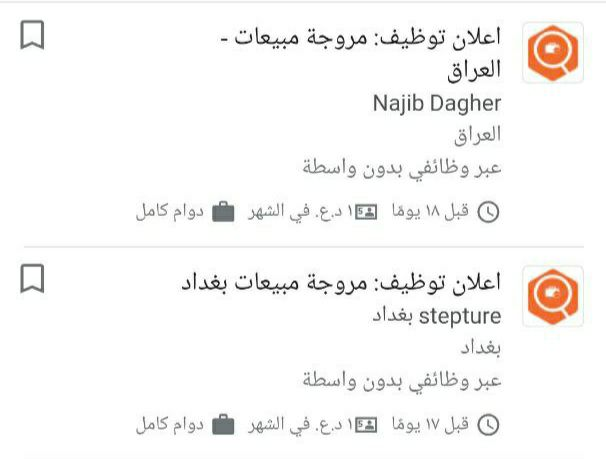 اعلان توظيف: مروجة مبيعات -
العراق
Najib Dagher
العراق
عبر وظائفي بدون واسطة
قبل ١٨ يومًا ١ د.ع. في الشهر دوام كامل
اعلان توظيف: مروجة مبيعات بغداد
stepture بغداد
بغداد
عبر وظائفي بدون واسطة
قبل ١٧ يومًا ١ د.ع. في الشهر دوام كامل